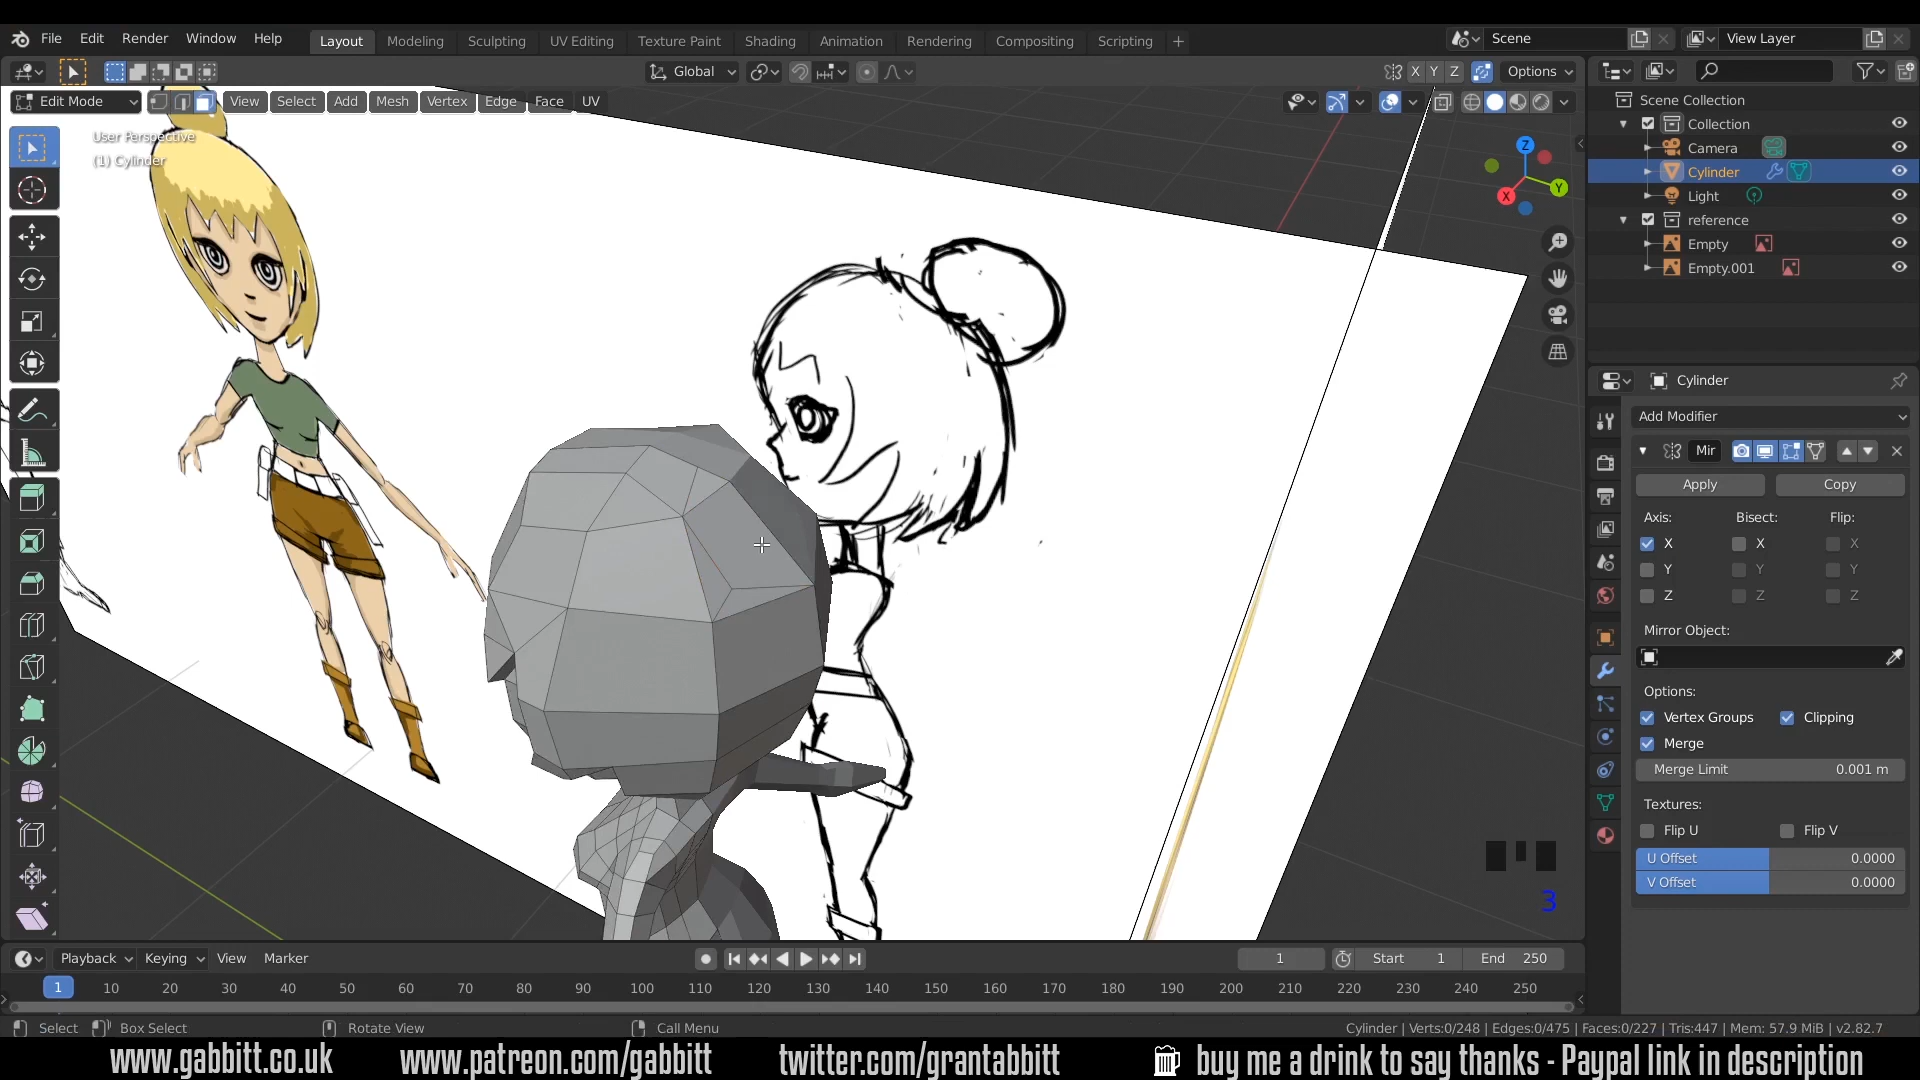 File Edit Render Window Help Layout Modeling Sculpting UV Editing Texture Paint Shading Animation Rendering Compositing Scripting + Scene View Layer
Global X Y Z Options
Edit Mode View Select Add Mesh Vertex Edge Face UV
User Perspective
(1) Cylinder
Z
Y
X
Scene Collection
Collection
Camera
Cylinder
Light
reference
Empty
Empty.001
Cylinder
Add Modifier
Mir
Apply Copy
Axis: Bisect: Flip:
X X X
Y Y Y
Z Z Z
Mirror Object:
Options:
Vertex Groups Clipping
Merge
Merge Limit 0.001 m
Textures:
Flip U Flip V
U Offset 0.0000
V Offset 0.0000
3
Playback Keying View Marker 1 Start 1 End 250
1 10 20 30 40 50 60 70 80 90 100 110 120 130 140 150 160 170 180 190 200 210 220 230 240 250
Select Box Select Rotate View Call Menu Cylinder | Verts:0/248 | Edges:0/475 | Faces:0/227 | Tris:447 | Mem: 57.9 MiB | v2.82.7
www.gabbitt.co.uk www.patreon.com/gabbitt twitter.com/grantabbitt buy me a drink to say thanks - Paypal link in description